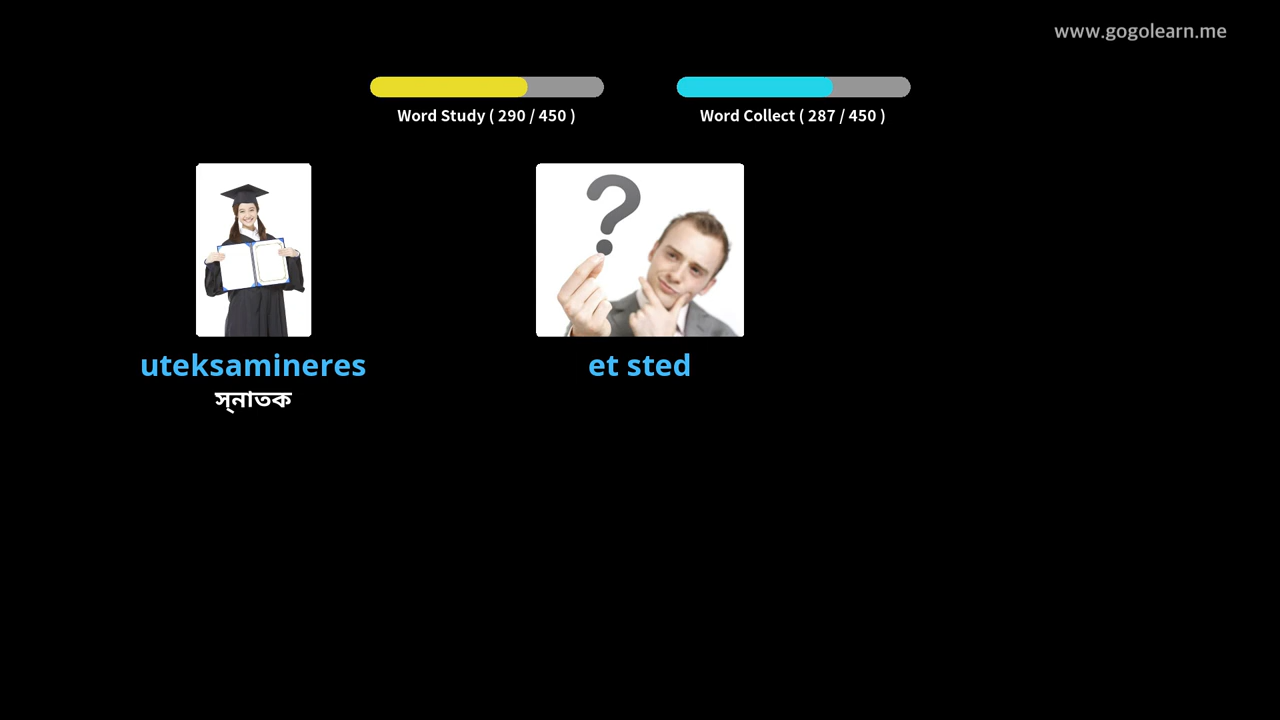 www.gogolearn.me
Word Study ( 290 / 450 )
Word Collect ( 287 / 450 )
uteksamineres
স্নাতক
et sted